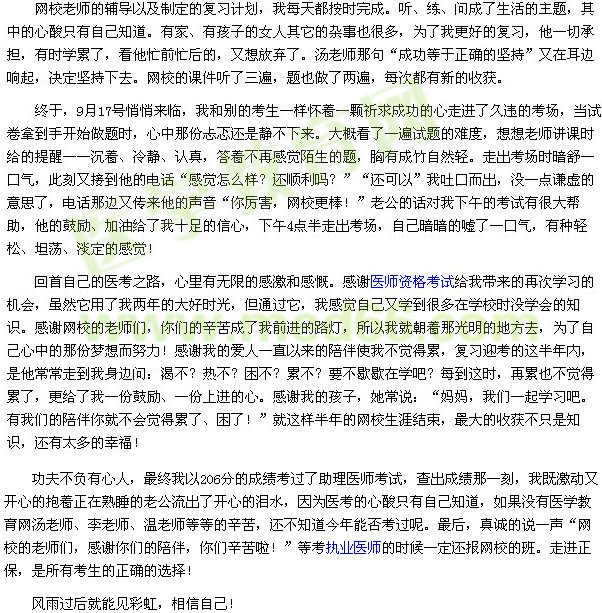 网校老师的辅导以及制定的复习计划，我每天都按时完成。听、练、间成了生活的主题，其
中的心酸只有自己知道。有家、有孩子的女人其它的杂事也很多，为了我更好的复习，他一切承
担，有时学累了，看他忙前忙后的，又想放弃了。汤老师那句“成功等于正确的坚持”又在耳边
响起，决定坚持下去。网校的课件听了三遍，题也做了两遍，每次都有新的收获。
终于，9月17号悄悄来临，我和别的考生一样怀着一颗祈求成功的心走进了久违的考场，当试
卷拿到手开始做题时，心中那份忐忑还是静不下来。大概看了一遍试题的难度，想想老师讲课时
给的提醒——沉着、冷静、认真，答着不再感觉陌生的题，胸有成竹自然轻。走出考场时暗舒一
口气，此刻又接到他的电话“感觉怎么样？还顺利吗？”“还可以”我吐口而出，没一点谦虚的
意思了，电话那边又传来他的声音“你厉害，网校更棒！”老公的话对我下午的考试有很大帮
助，他的鼓励、加油给了我十足的信心，下午4点半走出考场，自己暗暗的嘘了一口气，有种轻
松、坦荡、淡定的感觉！
回首自己的医考之路，心里有无限的感激和感慨。感谢医师资格考试给我带来的再次学习的
机会，虽然它用了我两年的大好时光，但通过它，我感觉自己又学到很多在学校时没学会的知
识。感谢网校的老师们，你们的辛苦成了我前进的路灯，所以我就朝着那光明的地方去，为了自
己心中的那份梦想而努力！感谢我的爱人一直以来的陪伴使我不觉得累，复习迎考的这半年内，
是他常常走到我身边问：渴不？热不？困不？累不？要不歇歇在学吧？每到这时，再累也不觉得
累了，更给了我一份鼓励、一份上进的心。感谢我的孩子，她常说：“妈妈，我们一起学习吧。
有我们的陪伴你就不会觉得累了、困了！”就这样半年的网校生涯结束，最大的收获不只是知
识，还有太多的幸福！
功夫不负有心人，最终我以206分的成绩考过了助理医师考试，查出成绩那一刻，我既激动又
开心的抱着正在熟睡的老公流出了开心的泪水，因为医考的心酸只有自己知道，如果没有医学教
育网汤老师、李老师、温老师等等的辛苦，还不知道今年能否考过呢。最后，真诚的说一声“网
校的老师们，感谢你们的陪伴，你们辛苦啦！”等考执业医师的时候一定还报网校的班。走进正
保，是所有考生的正确的选择！
风雨过后就能见彩虹，相信自己！